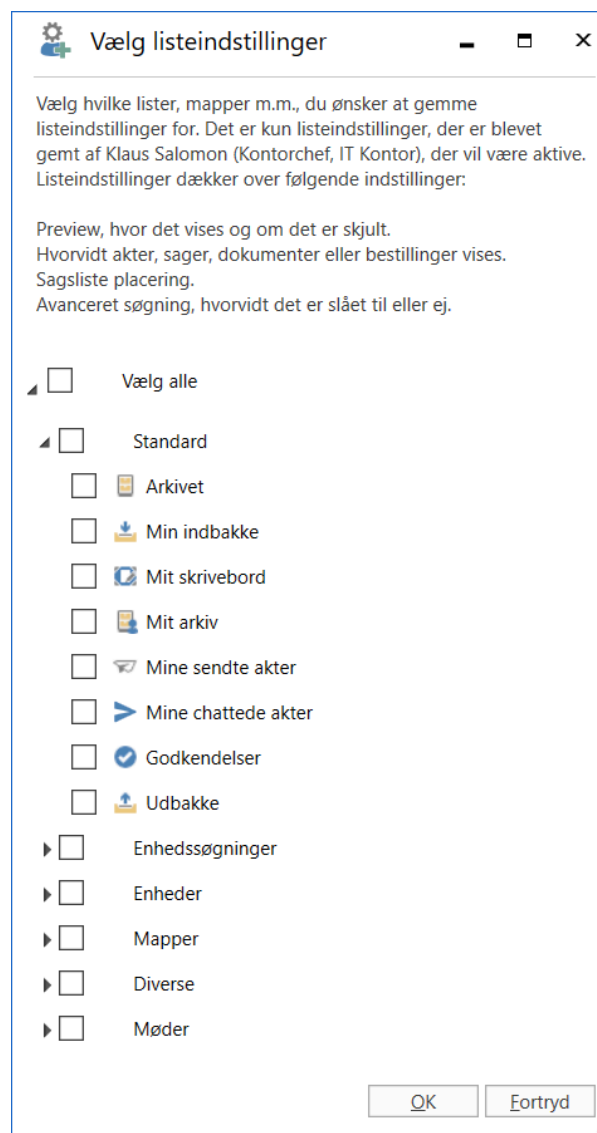 Vælg listeindstillinger
Vælg hvilke lister, mapper m.m., du ønsker at gemme
listeindstillinger for. Det er kun listeindstillinger, der er blevet
gemt af Klaus Salomon (Kontorchef, IT Kontor), der vil være aktive.
Listeindstillinger dækker over følgende indstillinger:
Preview, hvor det vises og om det er skjult.
Hvorvidt akter, sager, dokumenter eller bestillinger vises.
Sagsliste placering.
Avanceret søgning, hvorvidt det er slået til eller ej.
Vælg alle
Standard
Arkivet
Min indbakke
Mit skrivebord
Mit arkiv
Mine sendte akter
Mine chattede akter
Godkendelser
Udbakke
Enhedssøgninger
Enheder
Mapper
Diverse
Møder
OK Fortryd